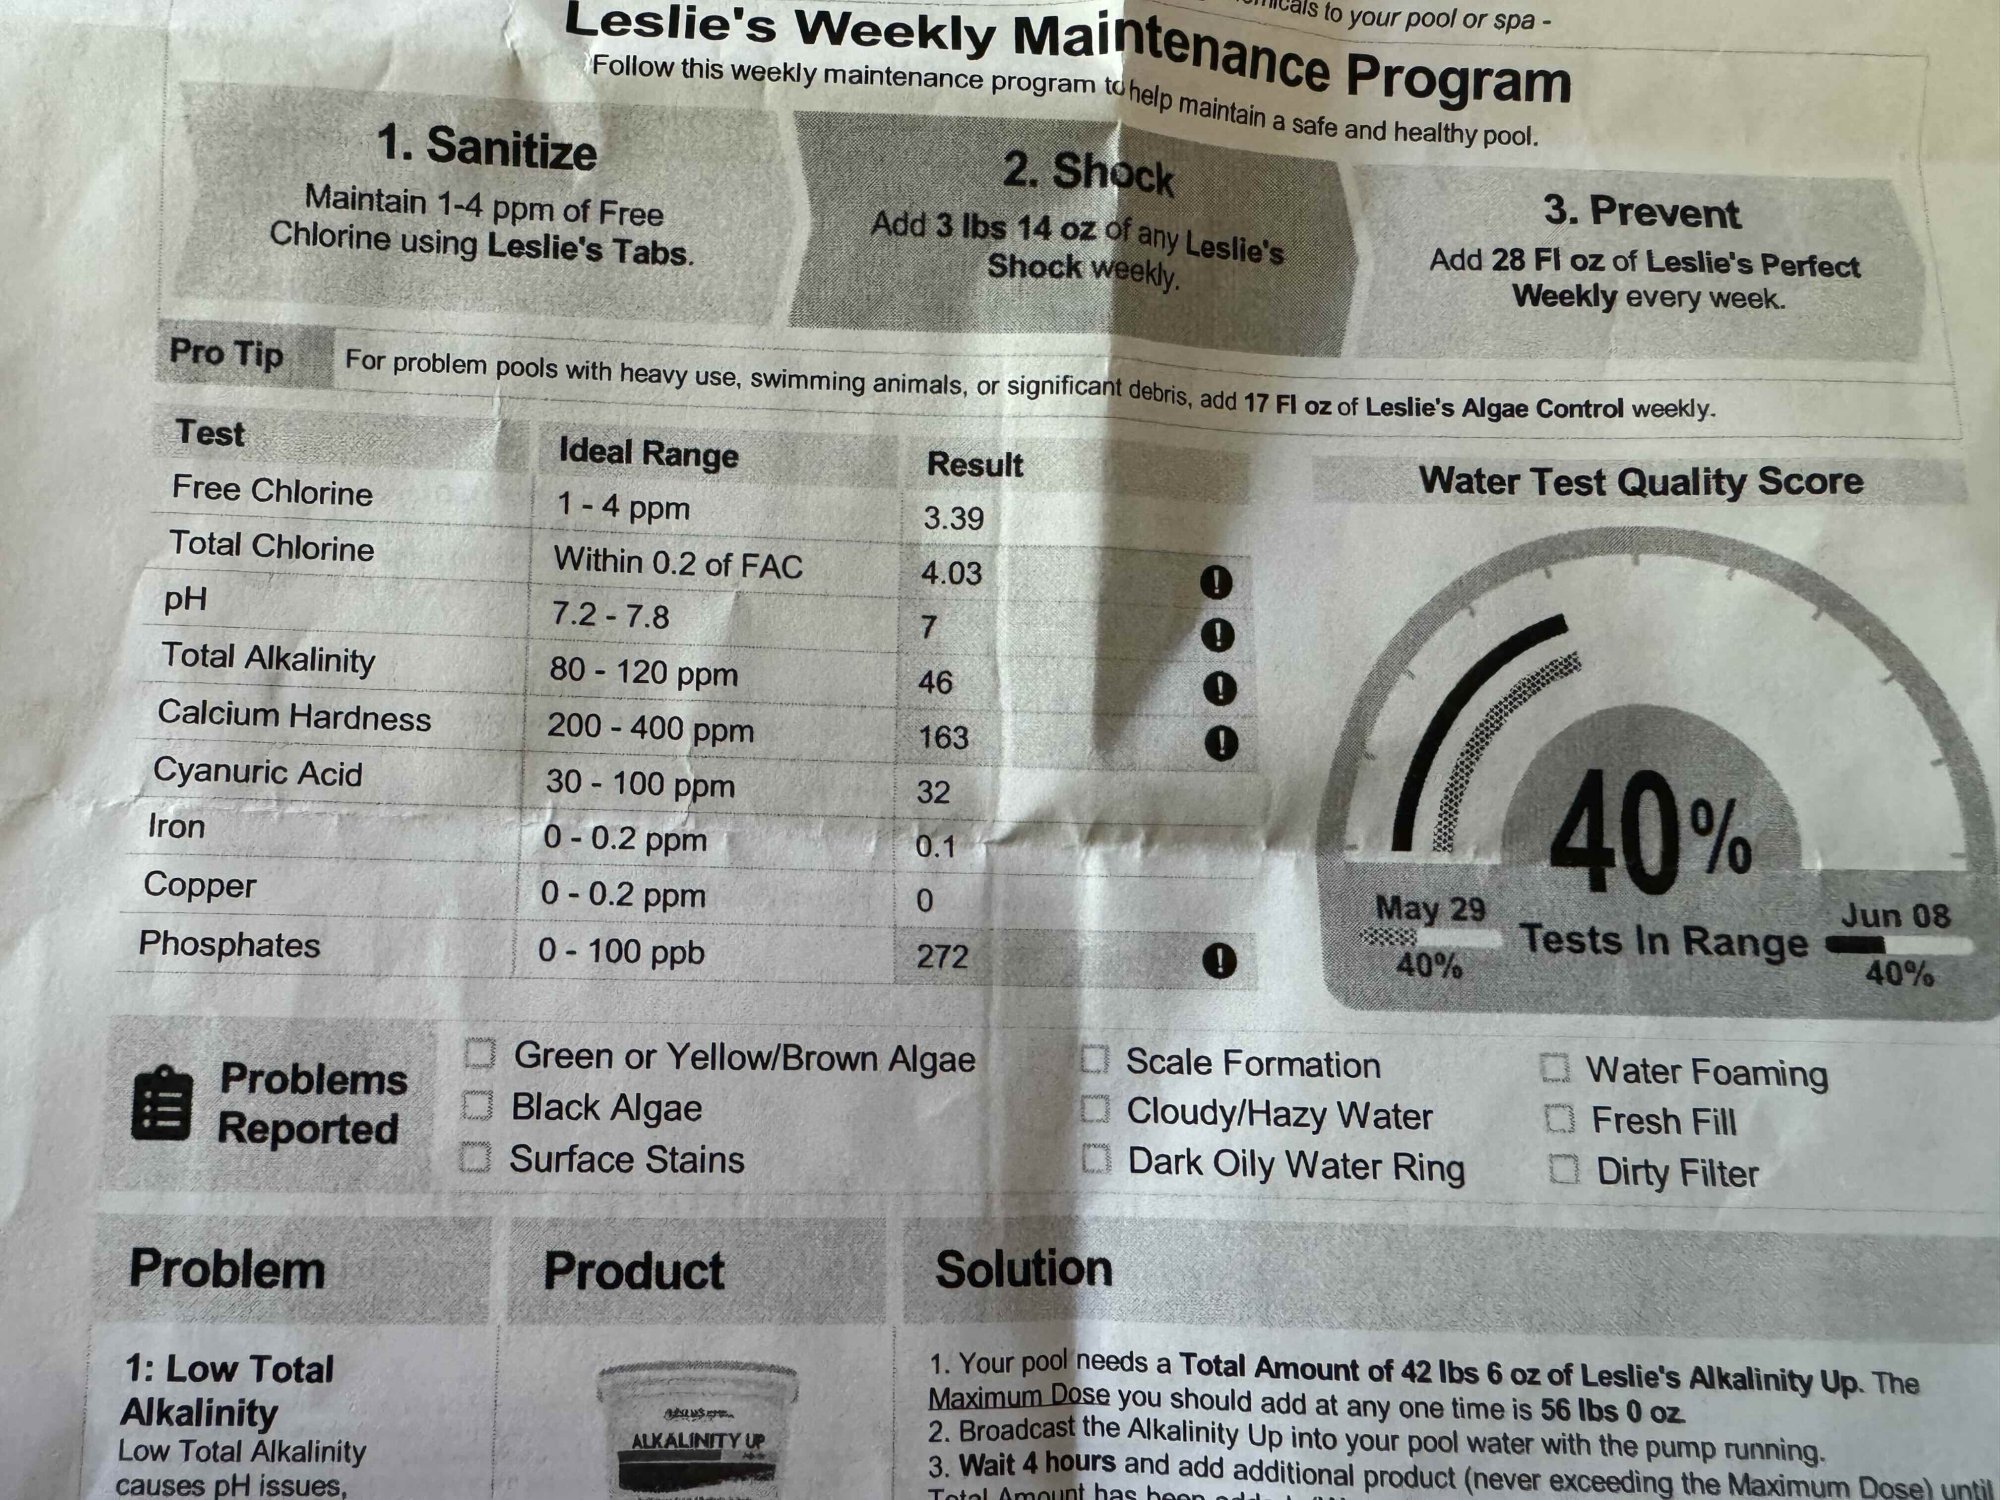 micals to your pool or spa -
Leslie's Weekly Maintenance Program
Follow this weekly maintenance program to help maintain a safe and healthy pool.
1. Sanitize
Maintain 1-4 ppm of Free
Chlorine using Leslie's Tabs.
2. Shock
Add 3 lbs 14 oz of any Leslie's
Shock weekly.
3. Prevent
Add 28 Fl oz of Leslie's Perfect
Weekly every week.
Pro Tip
For problem pools with heavy use, swimming animals, or significant debris, add 17 Fl oz of Leslie's Algae Control weekly.
Test Ideal Range Result
Free Chlorine 1 - 4 ppm 3.39
Total Chlorine Within 0.2 of FAC 4.03 !
pH 7.2 - 7.8 7 !
Total Alkalinity 80 - 120 ppm 46 !
Calcium Hardness 200 - 400 ppm 163 !
Cyanuric Acid 30 - 100 ppm 32
Iron 0 - 0.2 ppm 0.1
Copper 0 - 0.2 ppm 0
Phosphates 0 - 100 ppb 272 !
Water Test Quality Score
40%
Tests In Range
May 29
40%
Jun 08
40%
Problems
Reported
Green or Yellow/Brown Algae
Black Algae
Surface Stains
Scale Formation
Cloudy/Hazy Water
Dark Oily Water Ring
Water Foaming
Fresh Fill
Dirty Filter
Problem Product Solution
1: Low Total
Alkalinity
Low Total Alkalinity
causes pH issues,
ALKALINITY UP
1. Your pool needs a Total Amount of 42 lbs 6 oz of Leslie's Alkalinity Up. The
Maximum Dose you should add at any one time is 56 lbs 0 oz
2. Broadcast the Alkalinity Up into your pool water with the pump running.
3. Wait 4 hours and add additional product (never exceeding the Maximum Dose) until
Total Amount has been